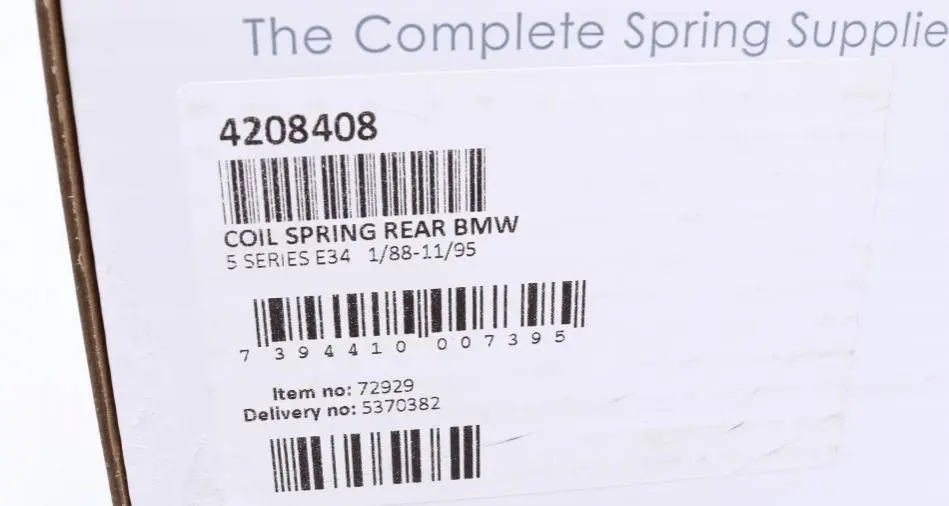 The Complete Spring Supplie
4208408
COIL SPRING REAR BMW
5 SERIES E34 1/88-11/95
7 394410 007395
Item no: 72929
Delivery no: 5370382